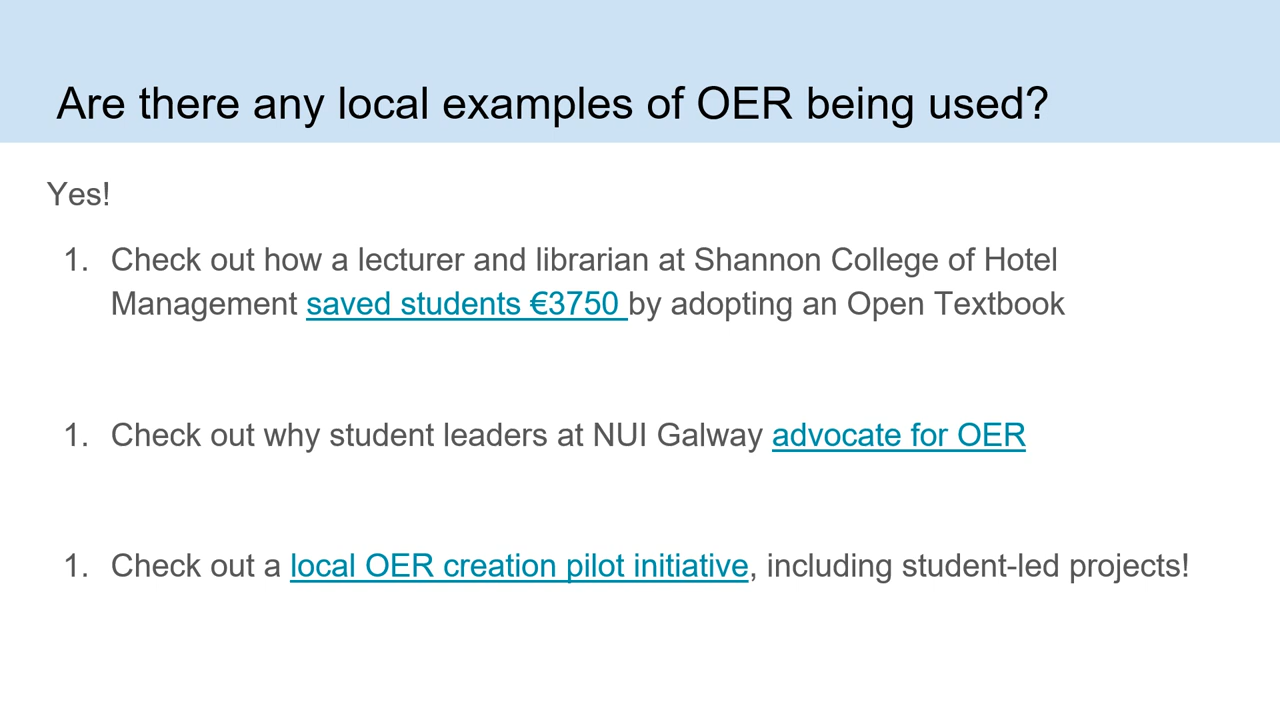 Are there any local examples of OER being used?
Yes!
1. Check out how a lecturer and librarian at Shannon College of Hotel
Management saved students €3750 by adopting an Open Textbook
1. Check out why student leaders at NUI Galway advocate for OER
1. Check out a local OER creation pilot initiative, including student-led projects!